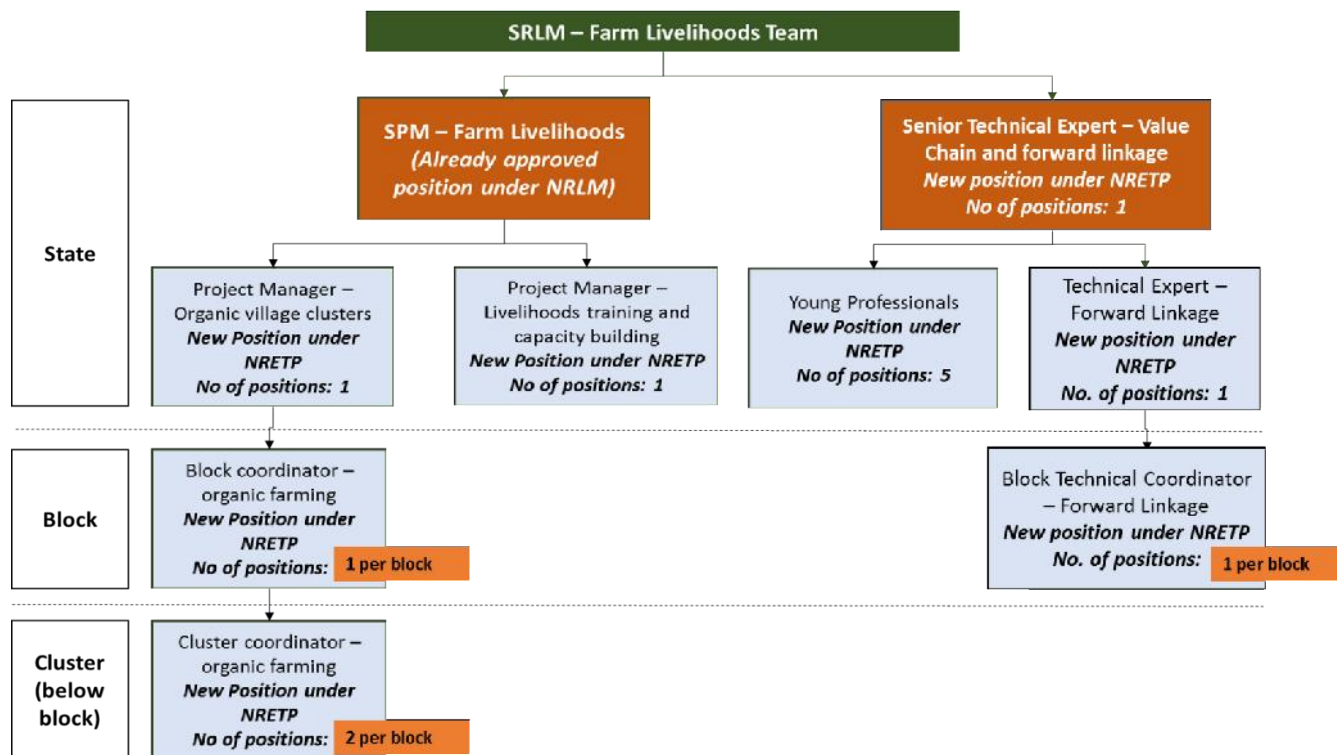 SRLM – Farm Livelihoods Team
State
SPM – Farm Livelihoods
(Already approved
position under NRLM)
Senior Technical Expert – Value
Chain and forward linkage
New position under NRETP
No of positions: 1
Project Manager –
Organic village clusters
New Position under
NRETP
No of positions: 1
Project Manager –
Livelihoods training and
capacity building
New Position under NRETP
No of positions: 1
Young Professionals
New Position under
NRETP
No of positions: 5
Technical Expert –
Forward Linkage
New position under
NRETP
No. of positions: 1
Block
Block coordinator –
organic farming
New Position under
NRETP
No of positions: 1 per block
Block Technical Coordinator
– Forward Linkage
New position under NRETP
No. of positions: 1 per block
Cluster
(below
block)
Cluster coordinator –
organic farming
New Position under
NRETP
No of positions: 2 per block